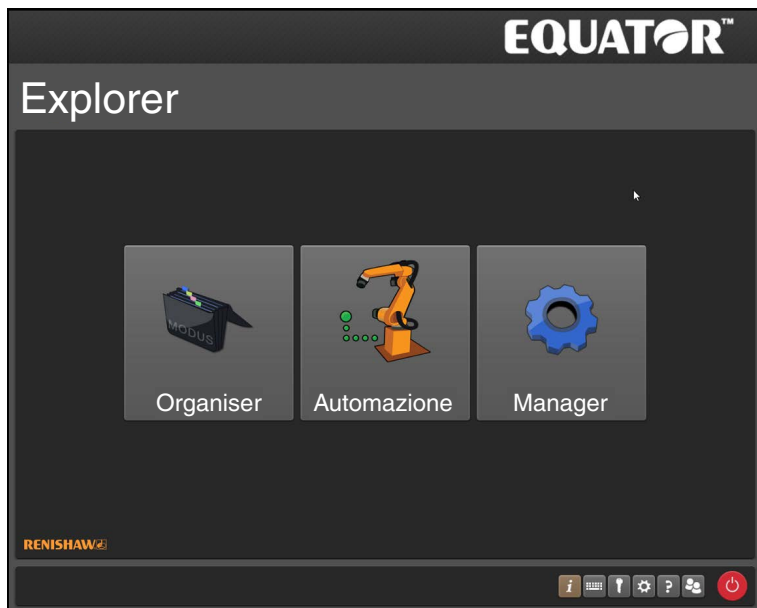 EQUATOR™
Explorer
MODUS
Organiser
Automazione
Manager
RENISHAW
i
?